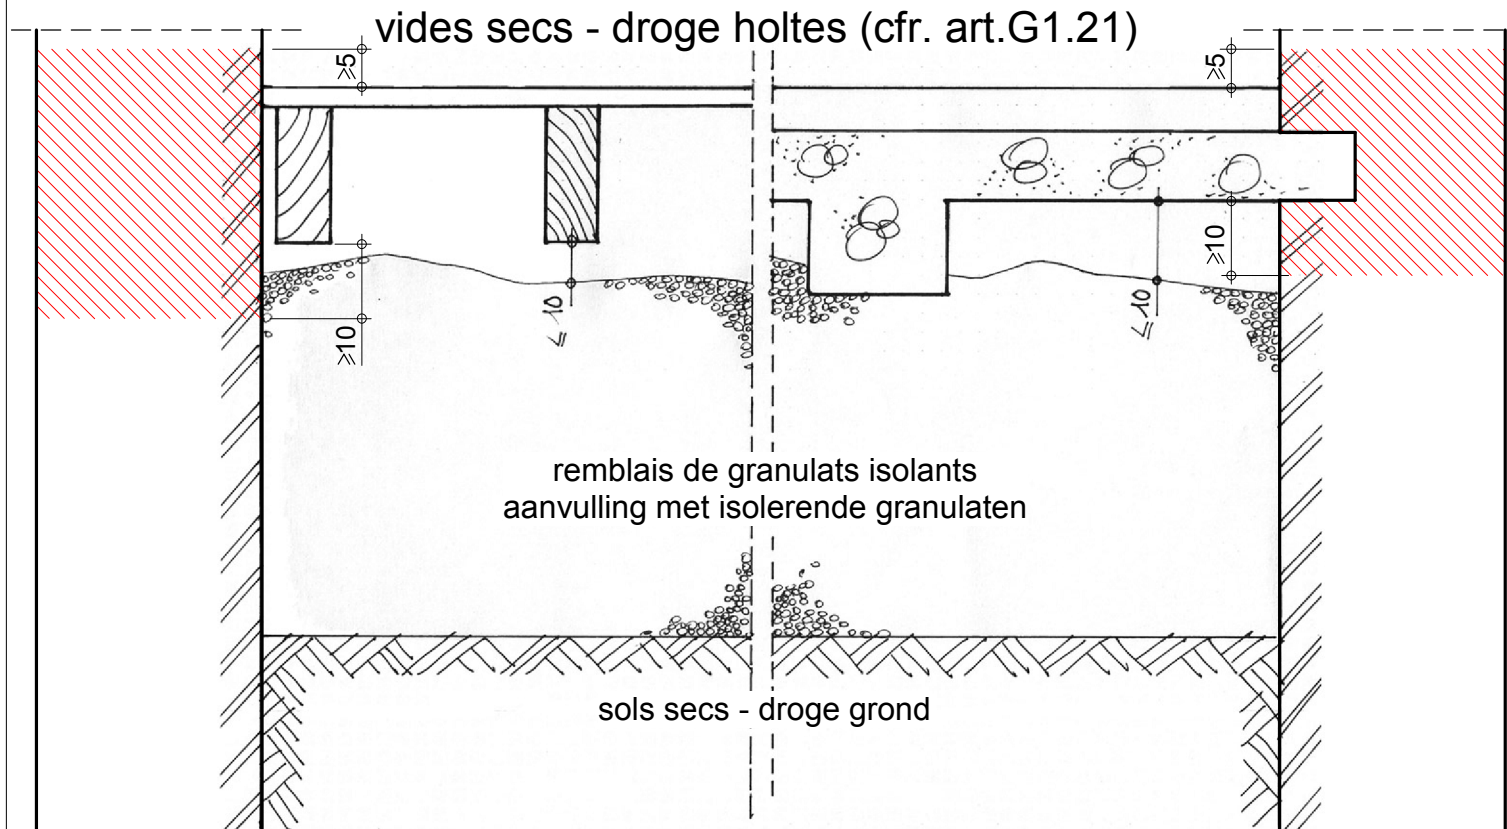 vides secs - droge holtes (cfr. art.G1.21)
⩾5
⩾5
⩾10
⩽10
⩾10
⩽10
remblais de granulats isolants
aanvulling met isolerende granulaten
sols secs - droge grond